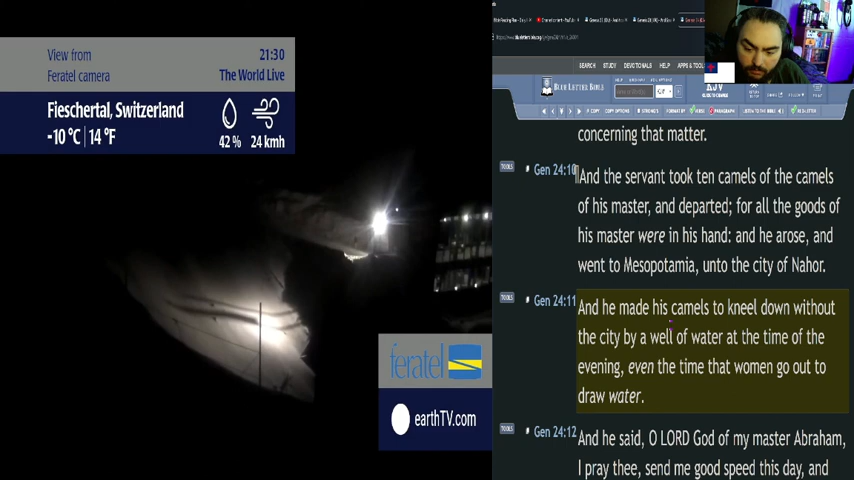 View from
Feratel camera
21:30
The World Live
Fieschertal, Switzerland
-10 °C | 14 °F
42 %
24 kmh
feratel
earthTV.com
SEARCH STUDY DEVOTIONALS HELP
BLUE LETTER BIBLE
KJV
concerning that matter.
TOOLS
Gen 24:10
And the servant took ten camels of the camels
of his master, and departed; for all the goods of
his master were in his hand: and he arose, and
went to Mesopotamia, unto the city of Nahor.
TOOLS
Gen 24:11
And he made his camels to kneel down without
the city by a well of water at the time of the
evening, even the time that women go out to
draw water.
TOOLS
Gen 24:12
And he said, O LORD God of my master Abraham,
I pray thee, send me good speed this day, and